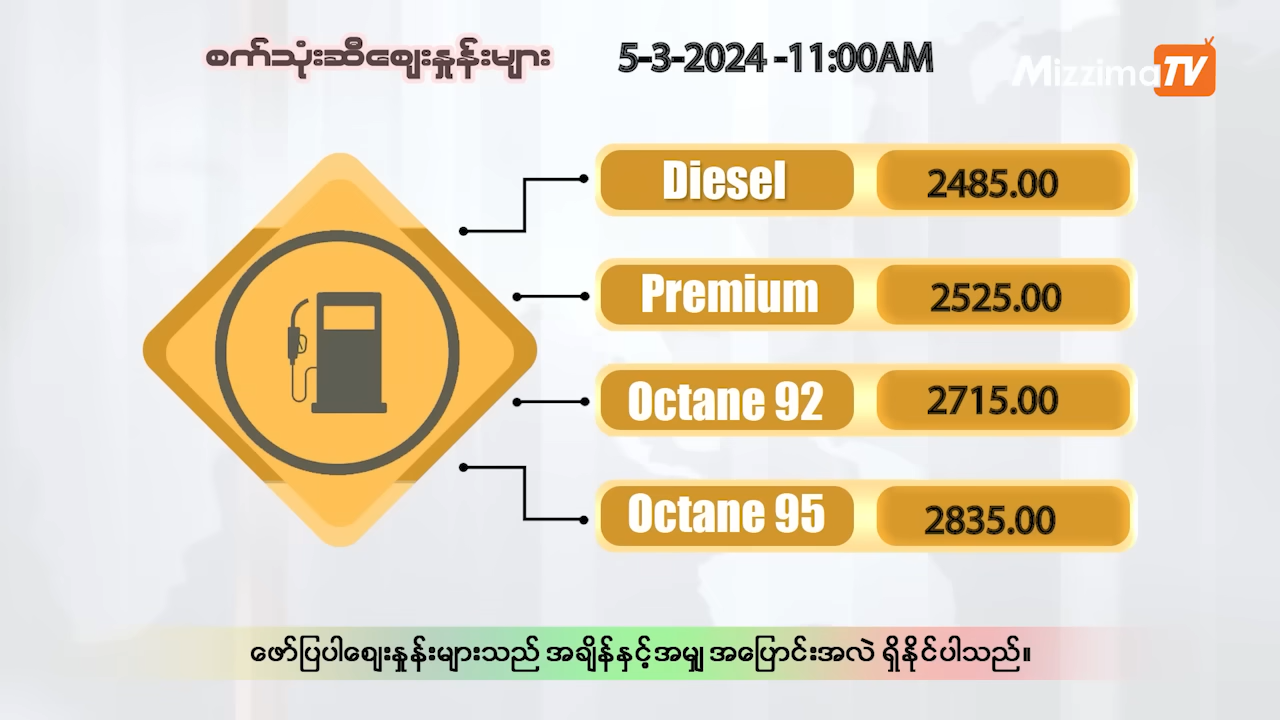 စက်သုံးဆီဈေးနှုန်းများ
5-3-2024 -11:00AM
MizzimaTV
Diesel 2485.00
Premium 2525.00
Octane 92 2715.00
Octane 95 2835.00
ဖော်ပြပါဈေးနှုန်းများသည် အချိန်နှင့်အမျှ အပြောင်းအလဲ ရှိနိုင်ပါသည်။